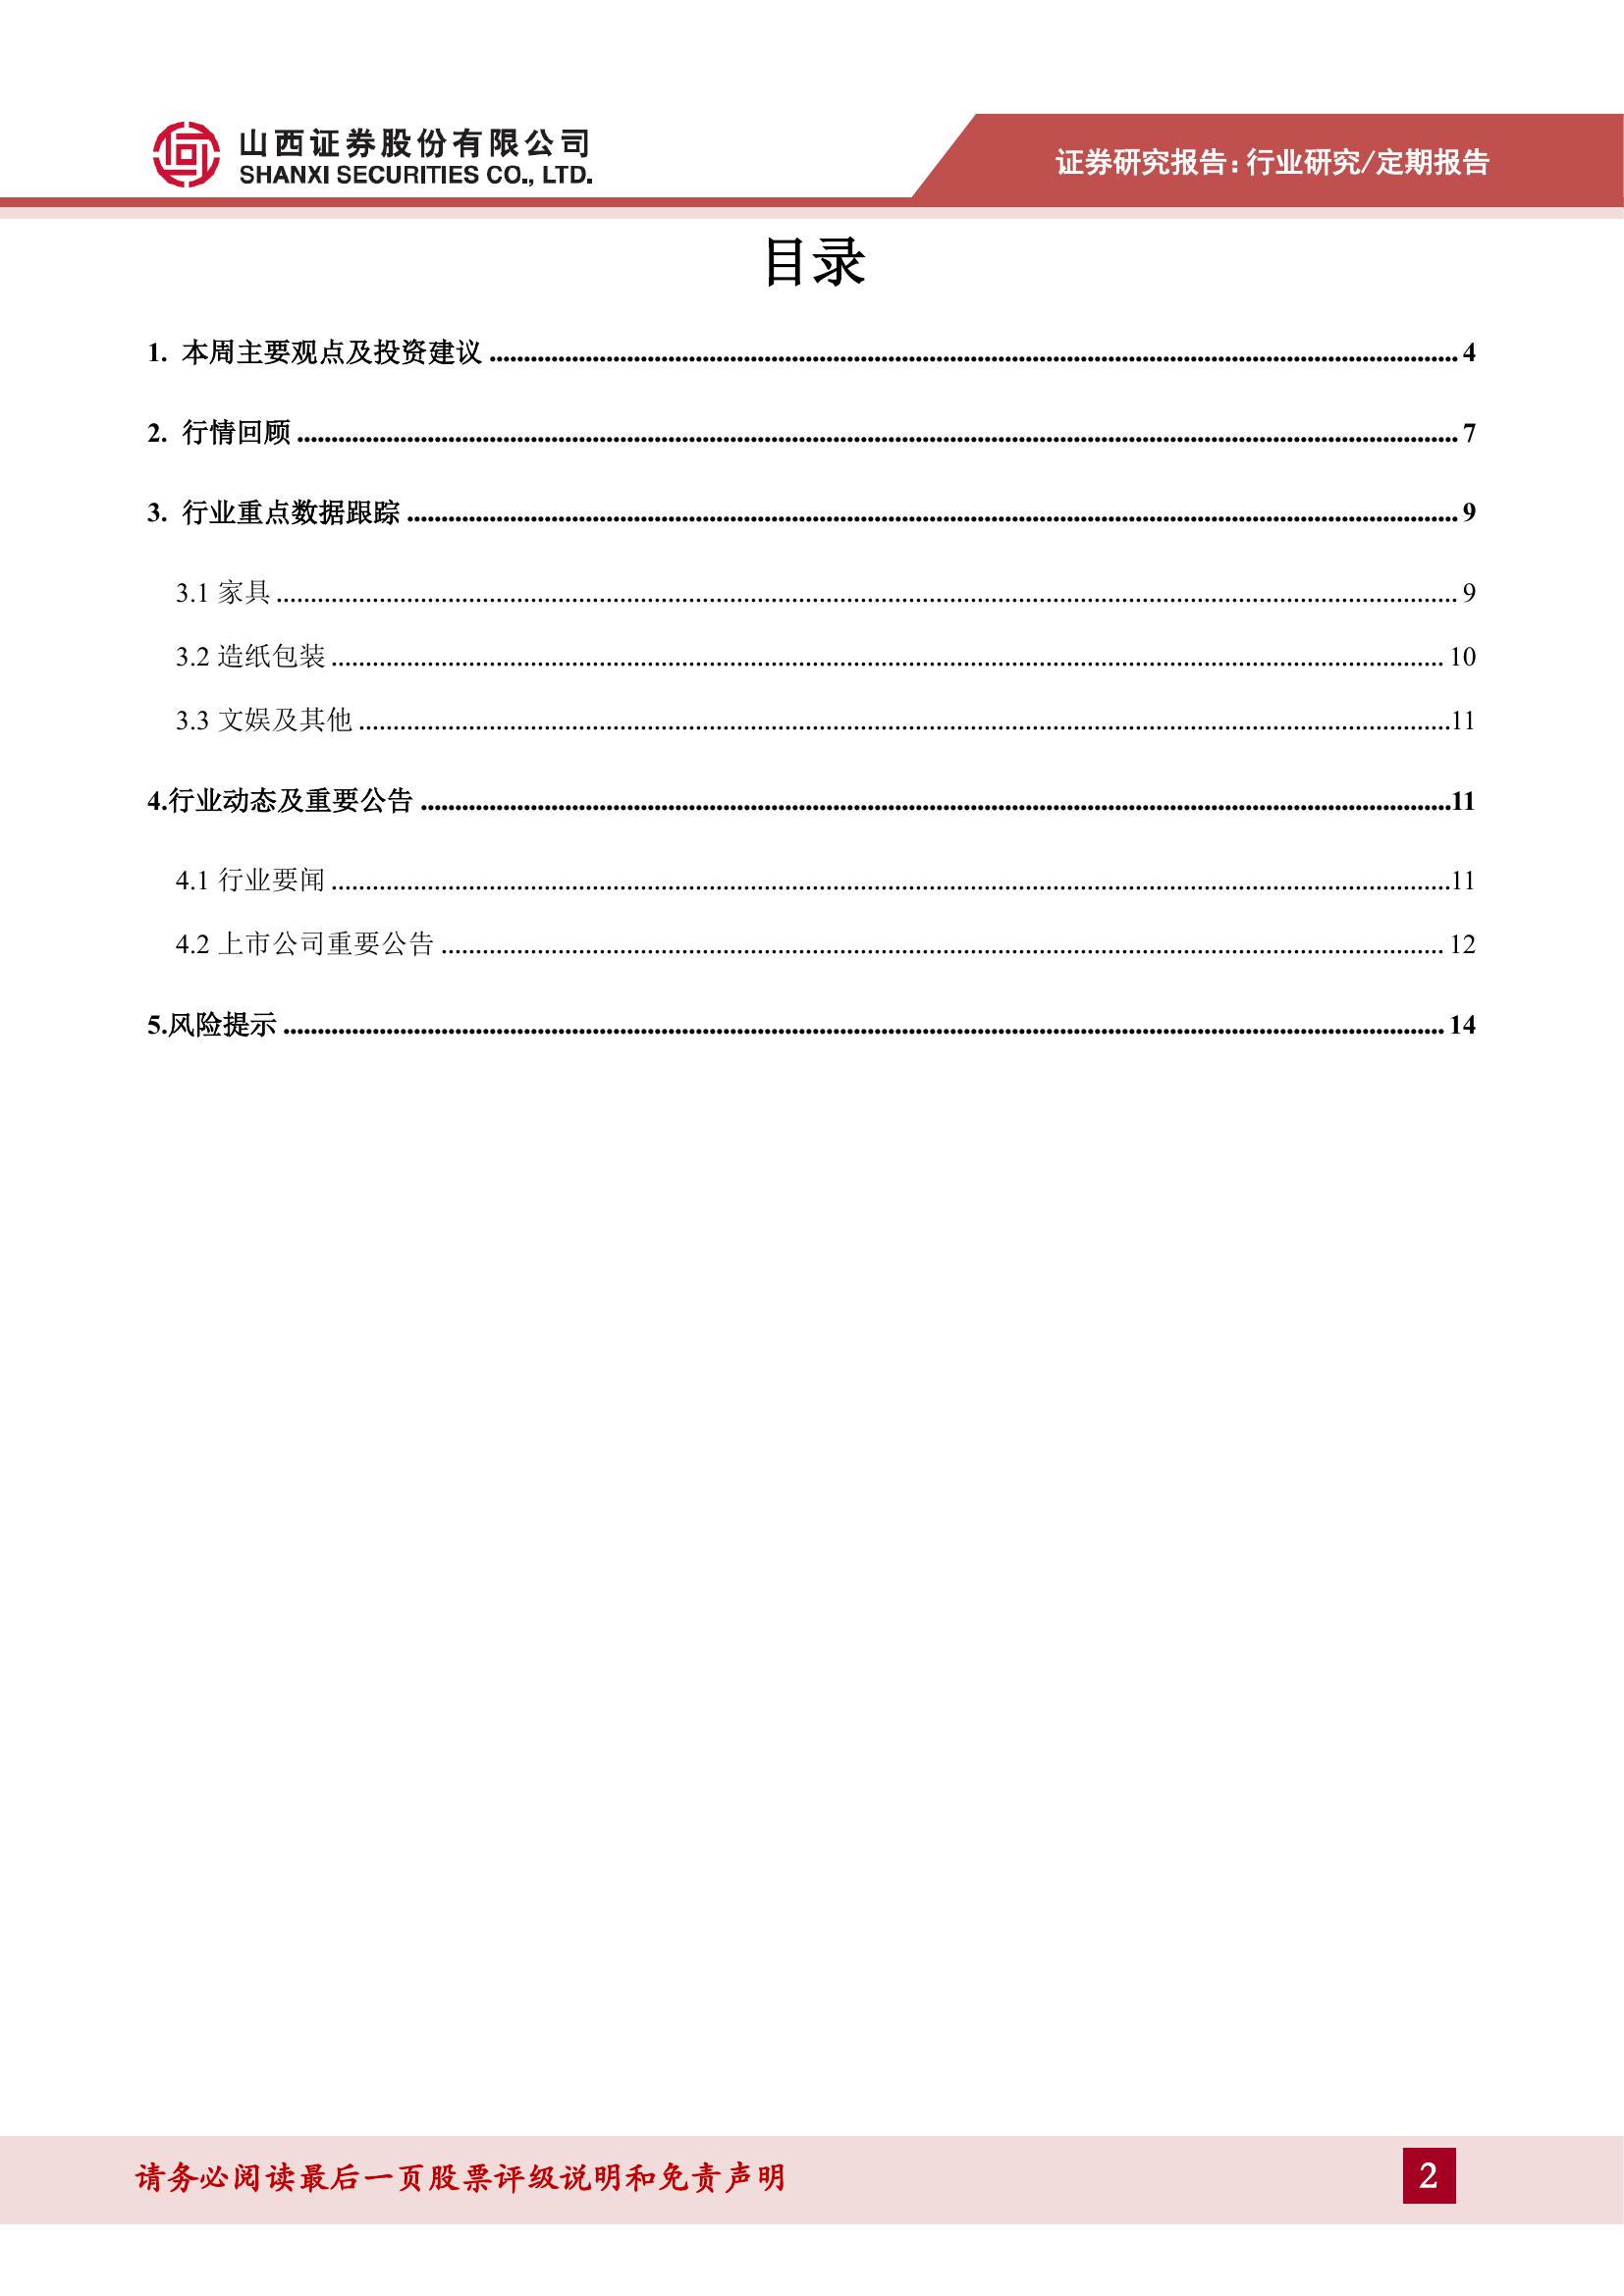 山西证券股份有限公司
SHANXI SECURITIES CO., LTD.
证券研究报告：行业研究/定期报告
目录
1. 本周主要观点及投资建议 ........ 4
2. 行情回顾 ........ 7
3. 行业重点数据跟踪 ........ 9
3.1 家具 ........ 9
3.2 造纸包装 ........ 10
3.3 文娱及其他 ........ 11
4.行业动态及重要公告 ........ 11
4.1 行业要闻 ........ 11
4.2 上市公司重要公告 ........ 12
5.风险提示 ........ 14
请务必阅读最后一页股票评级说明和免责声明
2